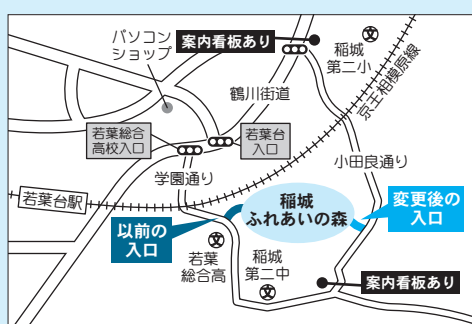 パソコン
ショップ
案内看板あり
稲城
第二小
京王相模原線
鶴川街道
若葉総合
高校入口
若葉台
入口
小田良通り
学園通り
若葉台駅
稲城
ふれあいの森
変更後の
入口
以前の
入口
若葉
総合高
稲城
第二中
案内看板あり
文
文
文